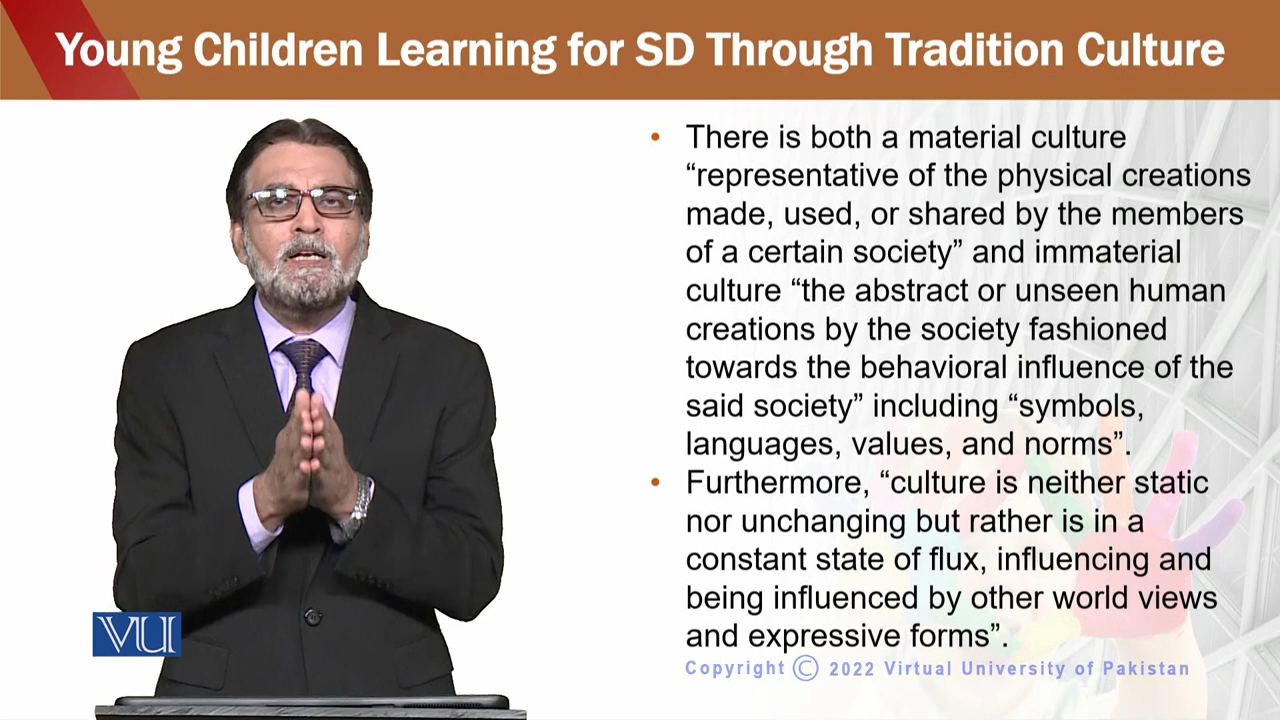 Young Children Learning for SD Through Tradition Culture
• There is both a material culture
“representative of the physical creations
made, used, or shared by the members
of a certain society” and immaterial
culture “the abstract or unseen human
creations by the society fashioned
towards the behavioral influence of the
said society” including “symbols,
languages, values, and norms”.
• Furthermore, “culture is neither static
nor unchanging but rather is in a
constant state of flux, influencing and
being influenced by other world views
and expressive forms”.
VU
Copyright © 2022 Virtual University of Pakistan